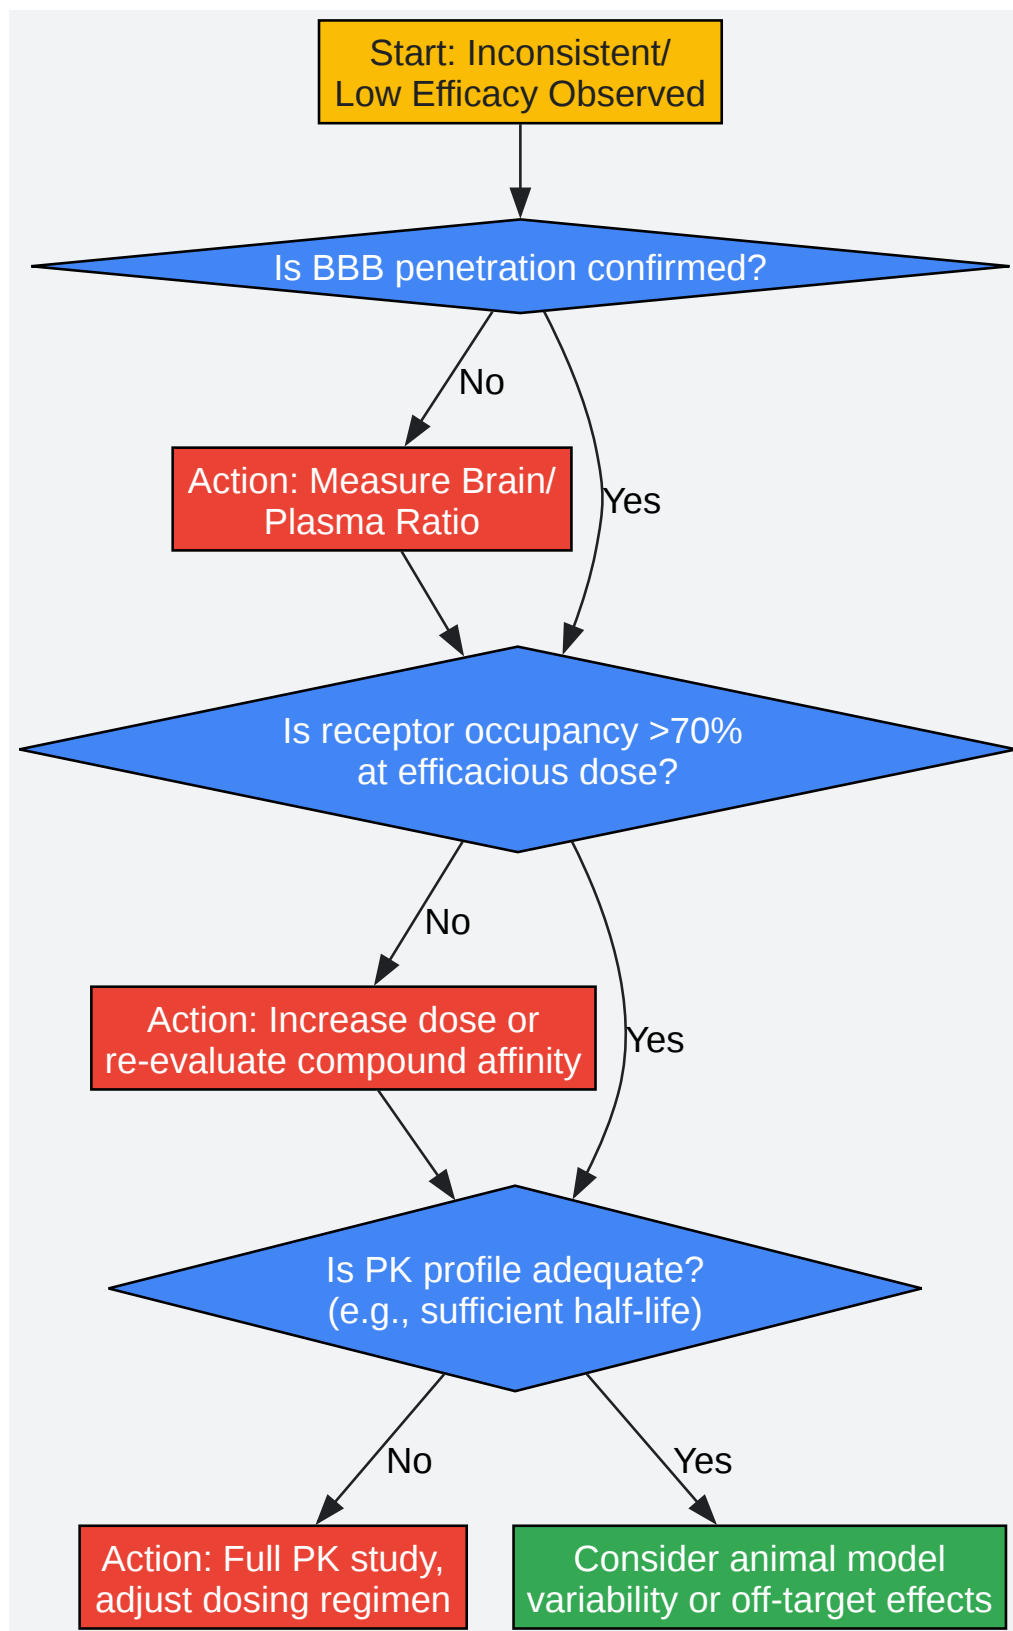 Start: Inconsistent/
Low Efficacy Observed
Is BBB penetration confirmed?
No
Action: Measure Brain/
Plasma Ratio
Yes
Is receptor occupancy >70%
at efficacious dose?
No
Action: Increase dose or
re-evaluate compound affinity
Yes
Is PK profile adequate?
(e.g., sufficient half-life)
No
Yes
Action: Full PK study,
adjust dosing regimen
Consider animal model
variability or off-target effects